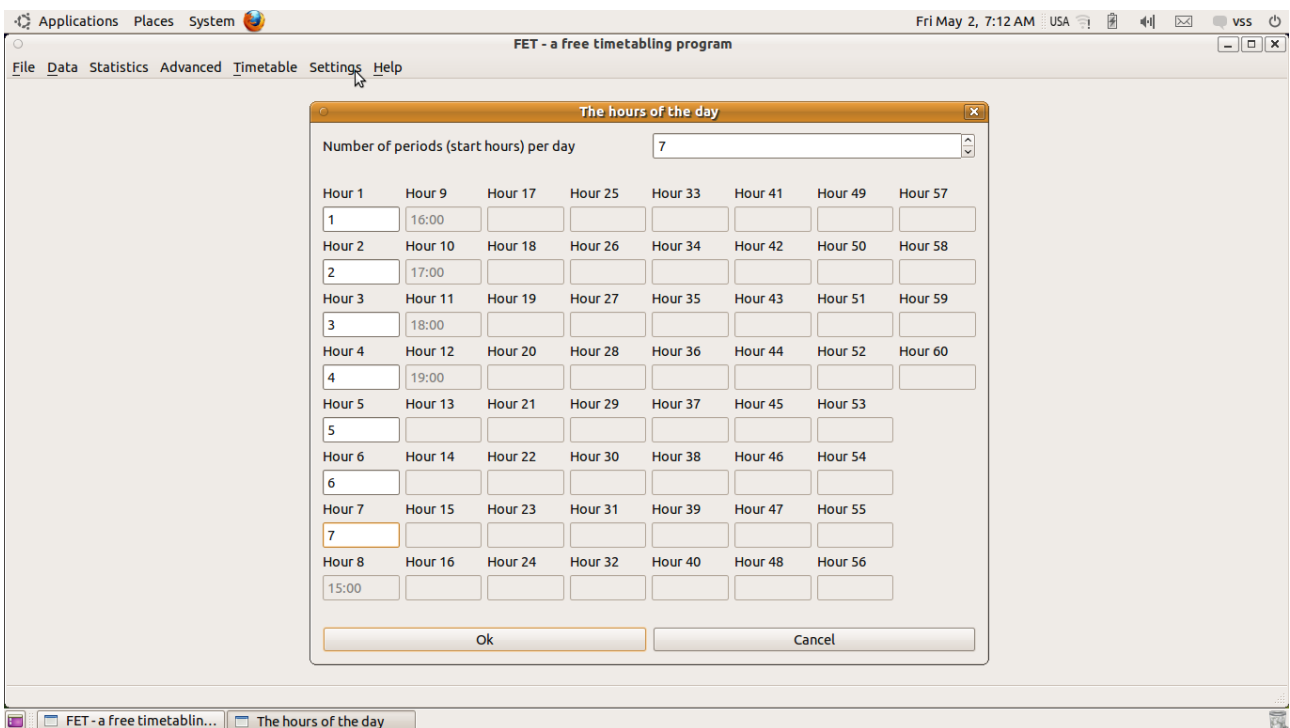 Applications Places System Fri May 2, 7:12 AM USA vss
FET - a free timetabling program
File Data Statistics Advanced Timetable Settings Help
The hours of the day
Number of periods (start hours) per day 7
Hour 1 Hour 9 Hour 17 Hour 25 Hour 33 Hour 41 Hour 49 Hour 57
1 16:00
Hour 2 Hour 10 Hour 18 Hour 26 Hour 34 Hour 42 Hour 50 Hour 58
2 17:00
Hour 3 Hour 11 Hour 19 Hour 27 Hour 35 Hour 43 Hour 51 Hour 59
3 18:00
Hour 4 Hour 12 Hour 20 Hour 28 Hour 36 Hour 44 Hour 52 Hour 60
4 19:00
Hour 5 Hour 13 Hour 21 Hour 29 Hour 37 Hour 45 Hour 53
5
Hour 6 Hour 14 Hour 22 Hour 30 Hour 38 Hour 46 Hour 54
6
Hour 7 Hour 15 Hour 23 Hour 31 Hour 39 Hour 47 Hour 55
7
Hour 8 Hour 16 Hour 24 Hour 32 Hour 40 Hour 48 Hour 56
15:00
Ok Cancel
FET - a free timetablin... The hours of the day